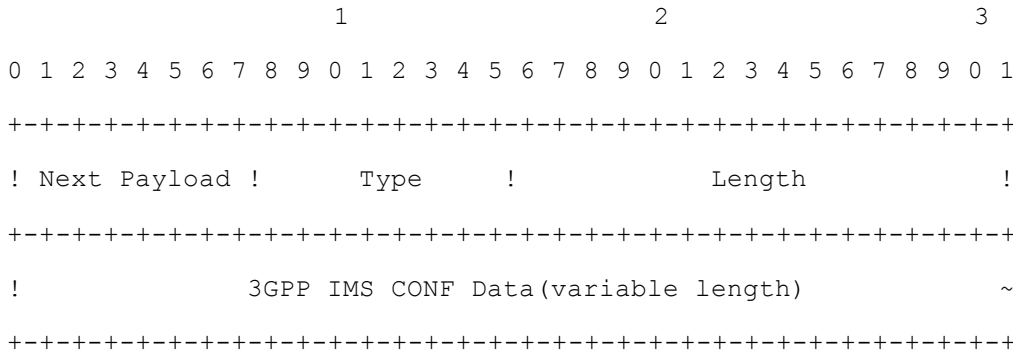 1 2 3
0 1 2 3 4 5 6 7 8 9 0 1 2 3 4 5 6 7 8 9 0 1 2 3 4 5 6 7 8 9 0 1
+-+-+-+-+-+-+-+-+-+-+-+-+-+-+-+-+-+-+-+-+-+-+-+-+-+-+-+-+-+-+-+
! Next Payload ! Type ! Length !
+-+-+-+-+-+-+-+-+-+-+-+-+-+-+-+-+-+-+-+-+-+-+-+-+-+-+-+-+-+-+-+
! 3GPP IMS CONF Data(variable length) ~
+-+-+-+-+-+-+-+-+-+-+-+-+-+-+-+-+-+-+-+-+-+-+-+-+-+-+-+-+-+-+-+